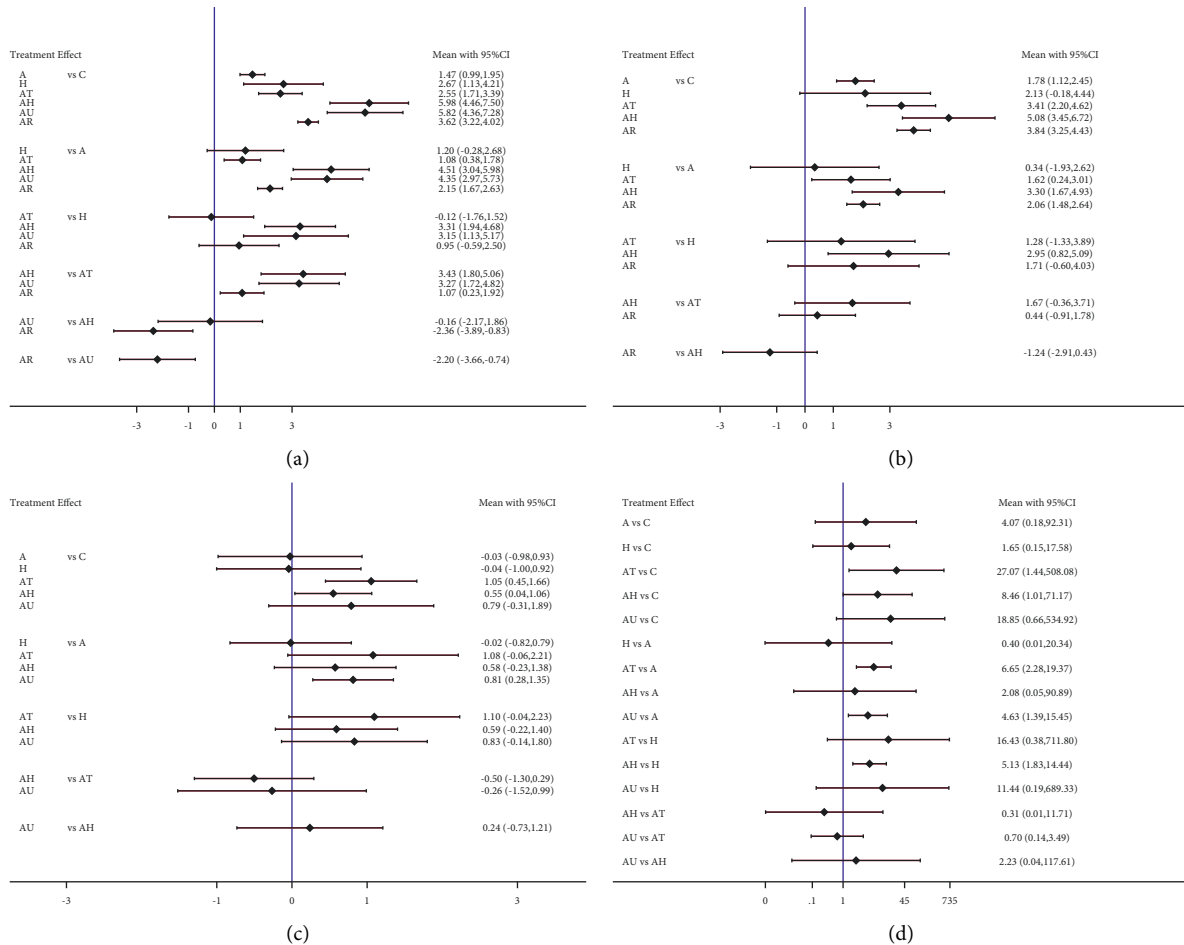 Treatment Effect Mean with 95%CI
A vs C 1.47 (0.99,1.95)
H 2.67 (1.13,4.21)
AT 2.55 (1.71,3.39)
AH 5.98 (4.46,7.50)
AU 5.82 (4.36,7.28)
AR 3.62 (3.22,4.02)
H vs A 1.20 (-0.28,2.68)
AT 1.08 (0.38,1.78)
AH 4.51 (3.04,5.98)
AU 4.35 (2.97,5.73)
AR 2.15 (1.67,2.63)
AT vs H -0.12 (-1.76,1.52)
AH 3.31 (1.94,4.68)
AU 3.15 (1.13,5.17)
AR 0.95 (-0.59,2.50)
AH vs AT 3.43 (1.80,5.06)
AU 3.27 (1.72,4.82)
AR 1.07 (0.23,1.92)
AU vs AH -0.16 (-2.17,1.86)
AR -2.36 (-3.89,-0.83)
AR vs AU -2.20 (-3.66,-0.74)
-3 -1 0 1 3
(a)
Treatment Effect Mean with 95%CI
A vs C 1.78 (1.12,2.45)
H 2.13 (-0.18,4.44)
AT 3.41 (2.20,4.62)
AH 5.08 (3.45,6.72)
AR 3.84 (3.25,4.43)
H vs A 0.34 (-1.93,2.62)
AT 1.62 (0.24,3.01)
AH 3.30 (1.67,4.93)
AR 2.06 (1.48,2.64)
AT vs H 1.28 (-1.33,3.89)
AH 2.95 (0.82,5.09)
AR 1.71 (-0.60,4.03)
AH vs AT 1.67 (-0.36,3.71)
AR 0.44 (-0.91,1.78)
AR vs AH -1.24 (-2.91,0.43)
-3 -1 0 1 3
(b)
Treatment Effect Mean with 95%CI
A vs C -0.03 (-0.98,0.93)
H -0.04 (-1.00,0.92)
AT 1.05 (0.45,1.66)
AH 0.55 (0.04,1.06)
AU 0.79 (-0.31,1.89)
H vs A -0.02 (-0.82,0.79)
AT 1.08 (-0.06,2.21)
AH 0.58 (-0.23,1.38)
AU 0.81 (0.28,1.35)
AT vs H 1.10 (-0.04,2.23)
AH 0.59 (-0.22,1.40)
AU 0.83 (-0.14,1.80)
AH vs AT -0.50 (-1.30,0.29)
AU -0.26 (-1.52,0.99)
AU vs AH 0.24 (-0.73,1.21)
-3 -1 0 1 3
(c)
Treatment Effect Mean with 95%CI
A vs C 4.07 (0.18,92.31)
H vs C 1.65 (0.15,17.58)
AT vs C 27.07 (1.44,508.08)
AH vs C 8.46 (1.01,71.17)
AU vs C 18.85 (0.66,534.92)
H vs A 0.40 (0.01,20.34)
AT vs A 6.65 (2.28,19.37)
AH vs A 2.08 (0.05,90.89)
AU vs A 4.63 (1.39,15.45)
AT vs H 16.43 (0.38,711.80)
AH vs H 5.13 (1.83,14.44)
AU vs H 11.44 (0.19,689.33)
AH vs AT 0.31 (0.01,11.71)
AU vs AT 0.70 (0.14,3.49)
AU vs AH 2.23 (0.04,117.61)
0 .1 1 45 735
(d)